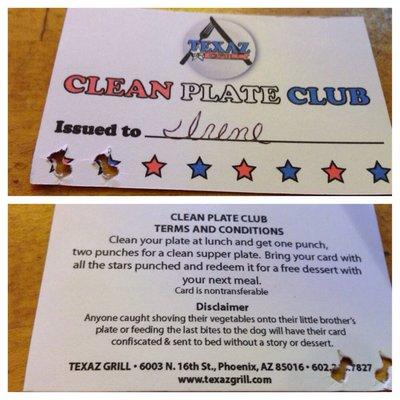 TEXAZ
GRILL
CLEAN PLATE CLUB
Issued to Irene
CLEAN PLATE CLUB
TERMS AND CONDITIONS
Clean your plate at lunch and get one punch,
two punches for a clean supper plate. Bring your card with
all the stars punched and redeem it for a free dessert with
your next meal.
Card is nontransferable
Disclaimer
Anyone caught shoving their vegetables onto their little brother's
plate or feeding the last bites to the dog will have their card
confiscated & sent to bed without a story or dessert.
TEXAZ GRILL • 6003 N. 16th St., Phoenix, AZ 85016 •
www.texazgrill.com